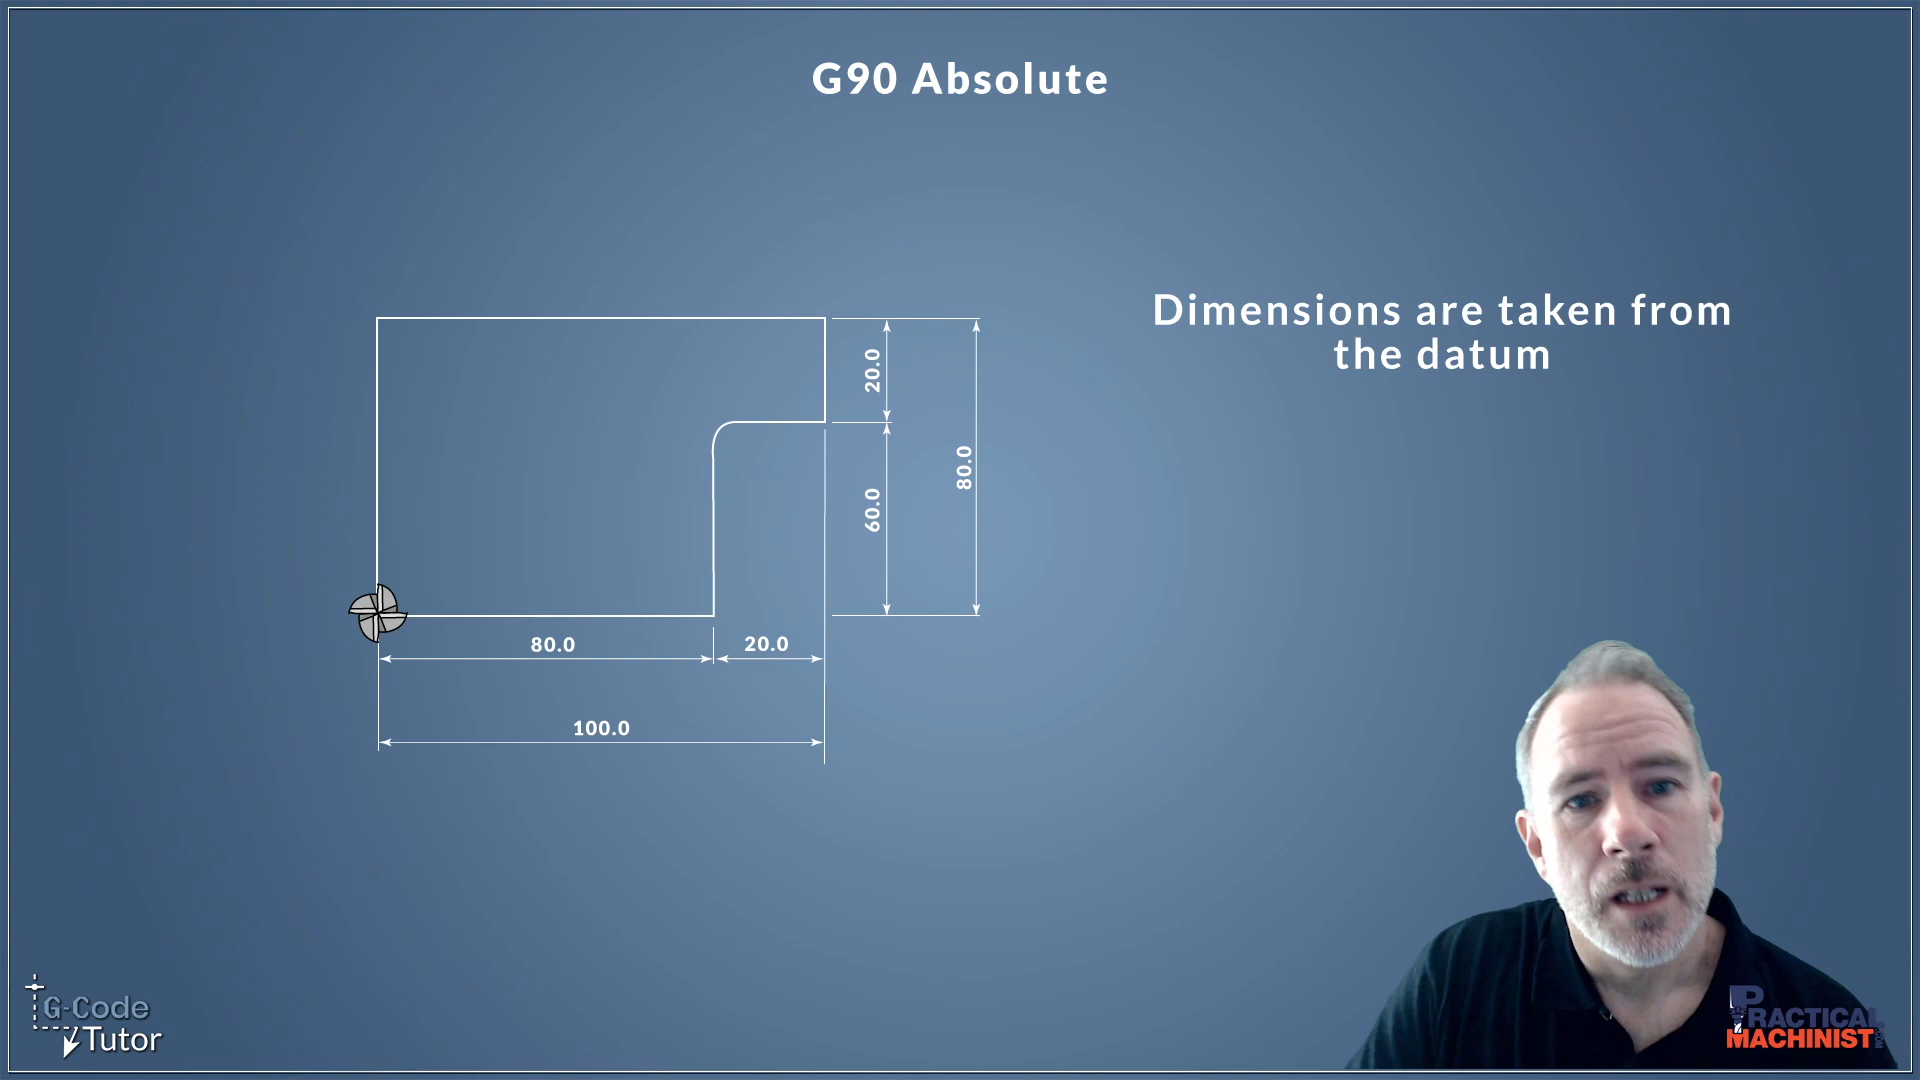 G90 Absolute
Dimensions are taken from
the datum
20.0
60.0
80.0
80.0
20.0
100.0
G-Code
Tutor
PRACTICAL
MACHINIST
.COM